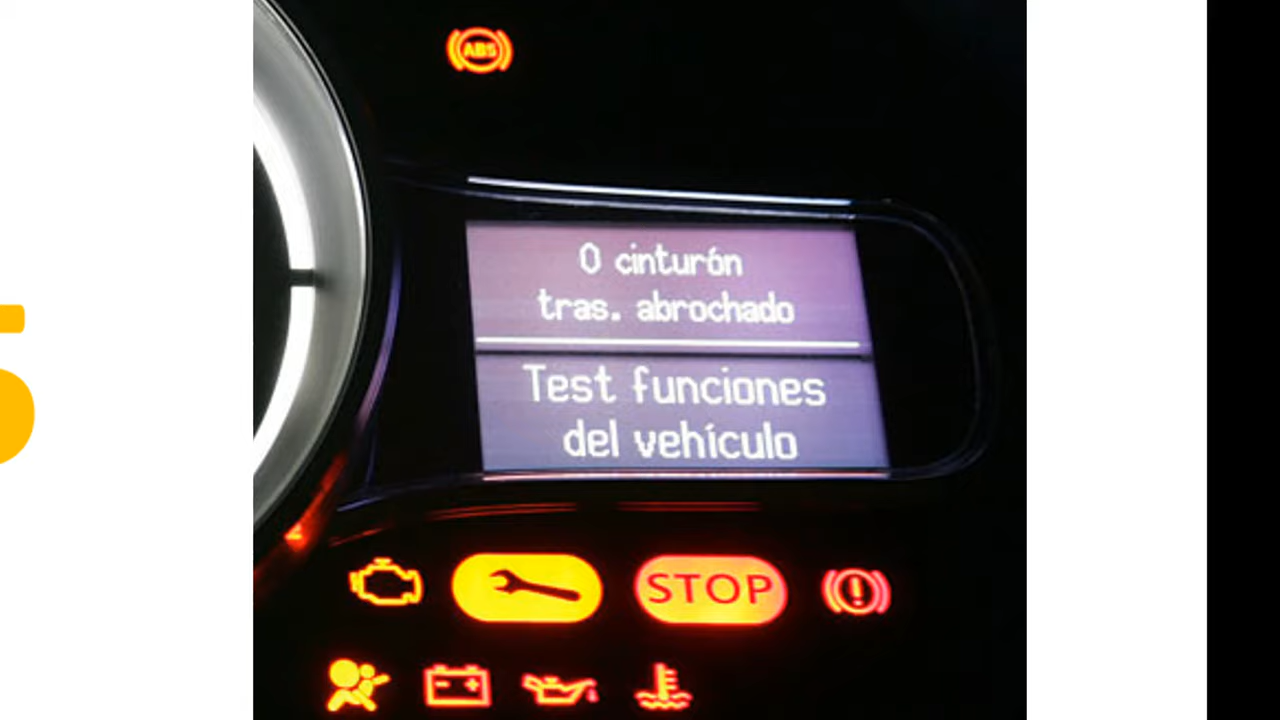 ABS
0 cinturón
tras. abrochado
Test funciones
del vehículo
STOP